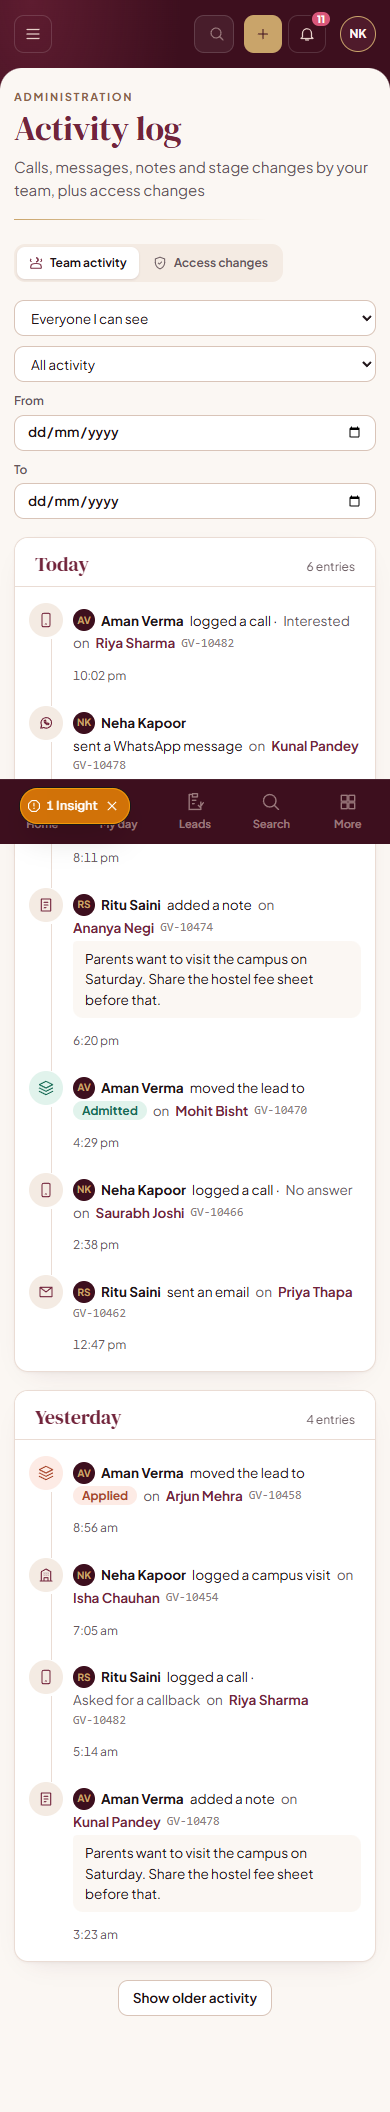 11
NK
ADMINISTRATION
Activity log
Calls, messages, notes and stage changes by your
team, plus access changes
Team activity
Access changes
Everyone I can see
All activity
From
dd/mm/yyyy
To
dd/mm/yyyy
Today
6 entries
AV Aman Verma logged a call · Interested
on Riya Sharma GV-10482
10:02 pm
NK Neha Kapoor
sent a WhatsApp message on Kunal Pandey
GV-10478
1 Insight
Home
My day
Leads
Search
More
8:11 pm
RS Ritu Saini added a note on
Ananya Negi GV-10474
Parents want to visit the campus on
Saturday. Share the hostel fee sheet
before that.
6:20 pm
AV Aman Verma moved the lead to
Admitted on Mohit Bisht GV-10470
4:29 pm
NK Neha Kapoor logged a call · No answer
on Saurabh Joshi GV-10466
2:38 pm
RS Ritu Saini sent an email on Priya Thapa
GV-10462
12:47 pm
Yesterday
4 entries
AV Aman Verma moved the lead to
Applied on Arjun Mehra GV-10458
8:56 am
NK Neha Kapoor logged a campus visit on
Isha Chauhan GV-10454
7:05 am
RS Ritu Saini logged a call ·
Asked for a callback on Riya Sharma
GV-10482
5:14 am
AV Aman Verma added a note on
Kunal Pandey GV-10478
Parents want to visit the campus on
Saturday. Share the hostel fee sheet
before that.
3:23 am
Show older activity